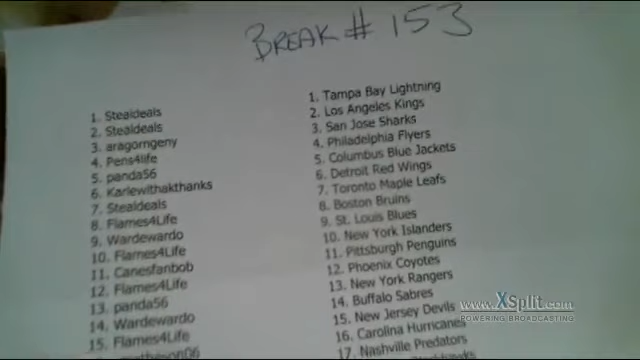 BREAK # 153
1. Stealdeals
2. Stealdeals
3. aragorngeny
4. Pens4life
5. panda56
6. Karlewithakthanks
7. Stealdeals
8. Flames4Life
9. Wardewardo
10. Flames4Life
11. Canesfanbob
12. Flames4Life
13. panda56
14. Wardewardo
15. Flames4Life
1. Tampa Bay Lightning
2. Los Angeles Kings
3. San Jose Sharks
4. Philadelphia Flyers
5. Columbus Blue Jackets
6. Detroit Red Wings
7. Toronto Maple Leafs
8. Boston Bruins
9. St. Louis Blues
10. New York Islanders
11. Pittsburgh Penguins
12. Phoenix Coyotes
13. New York Rangers
14. Buffalo Sabres
15. New Jersey Devils
16. Carolina Hurricanes
17. Nashville Predators
www.XSplit.com
POWERING BROADCASTING